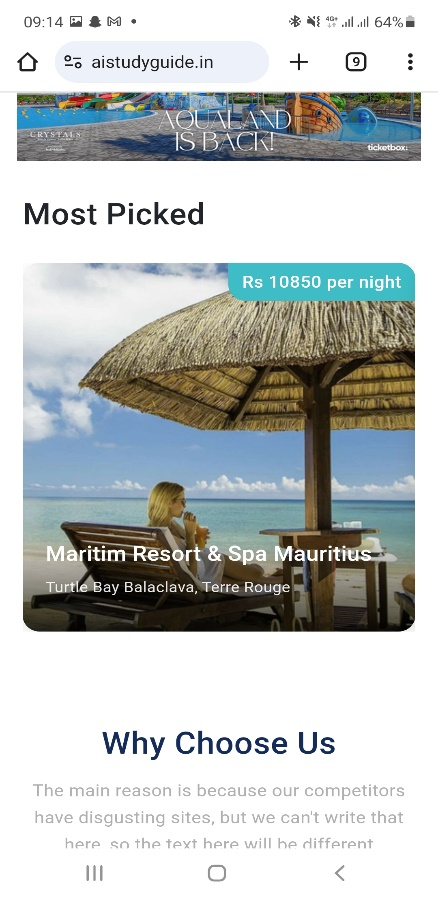 09:14 4G+ 64%
aistudyguide.in 9
AQUALAND
CRYSTALS
IS BACK!
ticketbox
Most Picked
Rs 10850 per night
Maritim Resort & Spa Mauritius
Turtle Bay Balaclava, Terre Rouge
Why Choose Us
The main reason is because our competitors
have disgusting sites, but we can't write that
here, so the text here will be different